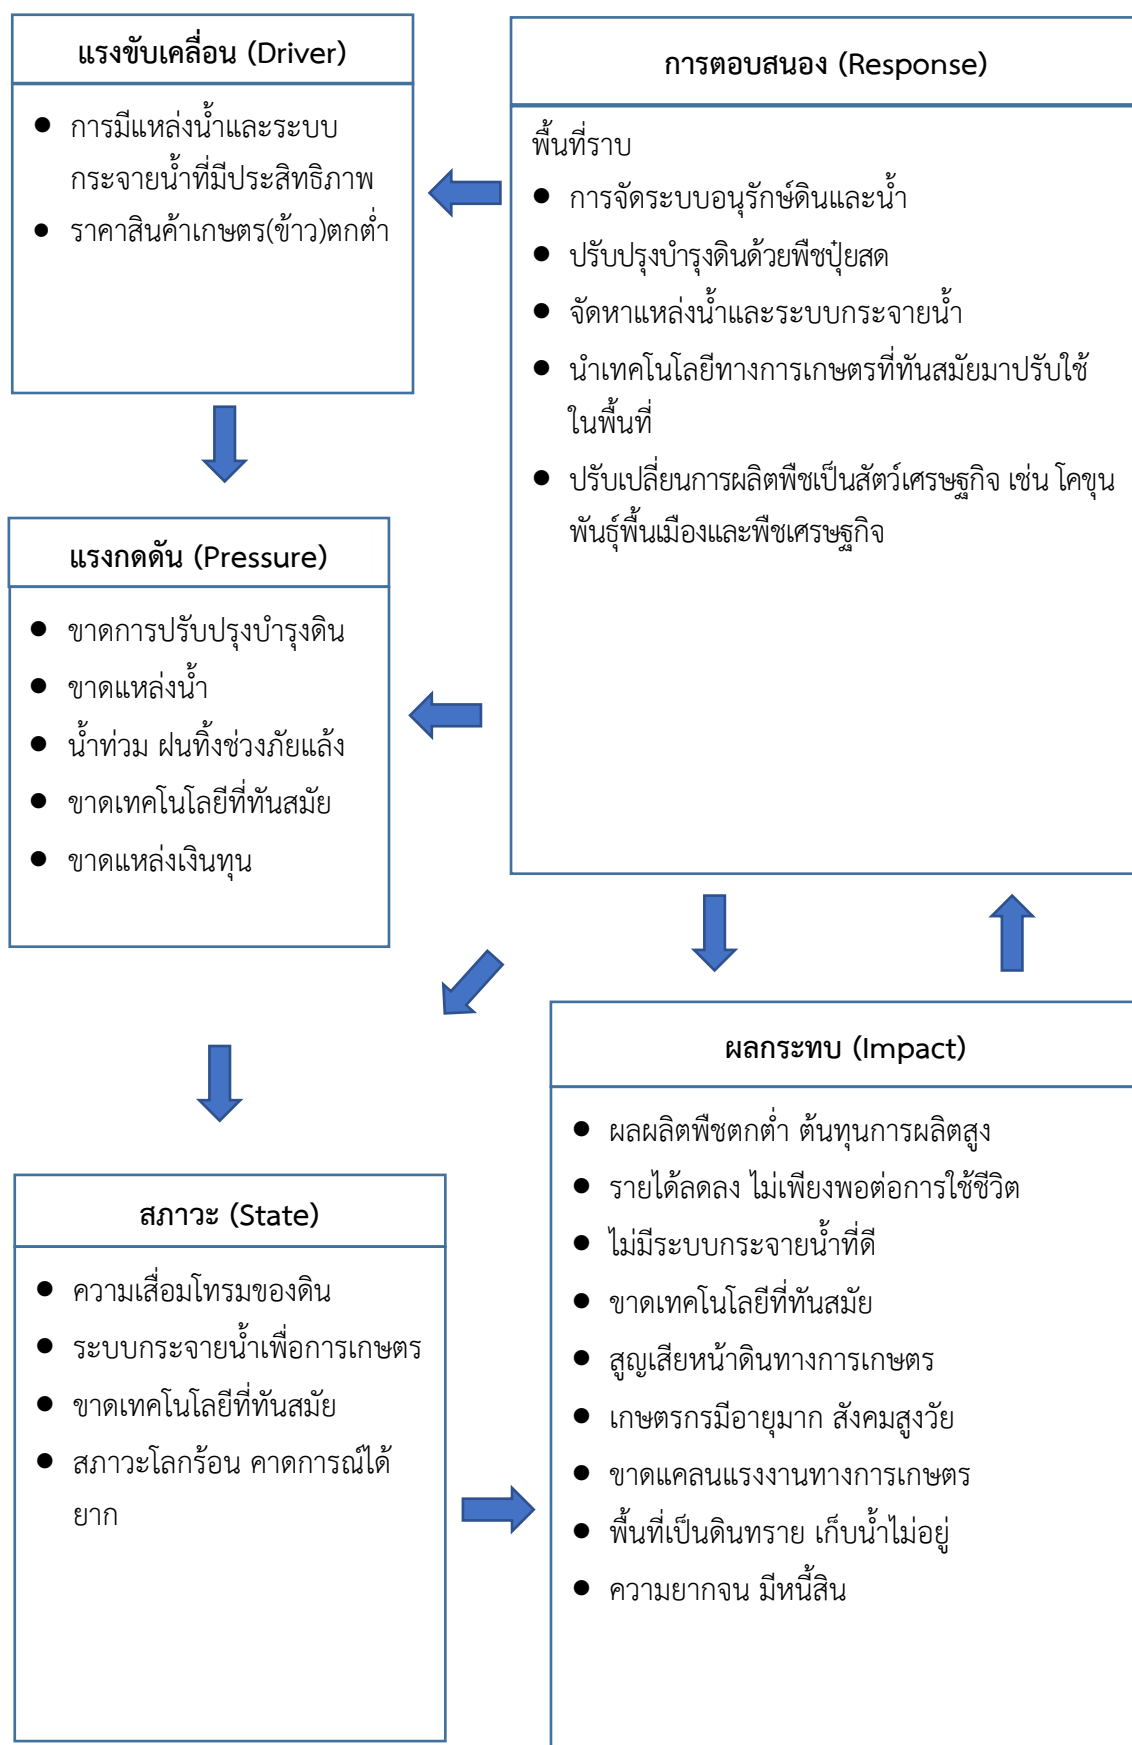 แรงขับเคลื่อน (Driver)
● การมีแหล่งน้ำและระบบ
กระจายน้ำที่มีประสิทธิภาพ
● ราคาสินค้าเกษตร(ข้าว)ตกต่ำ
การตอบสนอง (Response)
พื้นที่ราบ
● การจัดระบบอนุรักษ์ดินและน้ำ
● ปรับปรุงบำรุงดินด้วยพืชปุ๋ยสด
● จัดหาแหล่งน้ำและระบบกระจายน้ำ
● นำเทคโนโลยีทางการเกษตรที่ทันสมัยมาปรับใช้
ในพื้นที่
● ปรับเปลี่ยนการผลิตพืชเป็นสัตว์เศรษฐกิจ เช่น โคขุน
พันธุ์พื้นเมืองและพืชเศรษฐกิจ
แรงกดดัน (Pressure)
● ขาดการปรับปรุงบำรุงดิน
● ขาดแหล่งน้ำ
● น้ำท่วม ฝนทิ้งช่วงภัยแล้ง
● ขาดเทคโนโลยีที่ทันสมัย
● ขาดแหล่งเงินทุน
สภาวะ (State)
● ความเสื่อมโทรมของดิน
● ระบบกระจายน้ำเพื่อการเกษตร
● ขาดเทคโนโลยีที่ทันสมัย
● สภาวะโลกร้อน คาดการณ์ได้
ยาก
ผลกระทบ (Impact)
● ผลผลิตพืชตกต่ำ ต้นทุนการผลิตสูง
● รายได้ลดลง ไม่เพียงพอต่อการใช้ชีวิต
● ไม่มีระบบกระจายน้ำที่ดี
● ขาดเทคโนโลยีที่ทันสมัย
● สูญเสียหน้าดินทางการเกษตร
● เกษตรกรมีอายุมาก สังคมสูงวัย
● ขาดแคลนแรงงานทางการเกษตร
● พื้นที่เป็นดินทราย เก็บน้ำไม่อยู่
● ความยากจน มีหนี้สิน